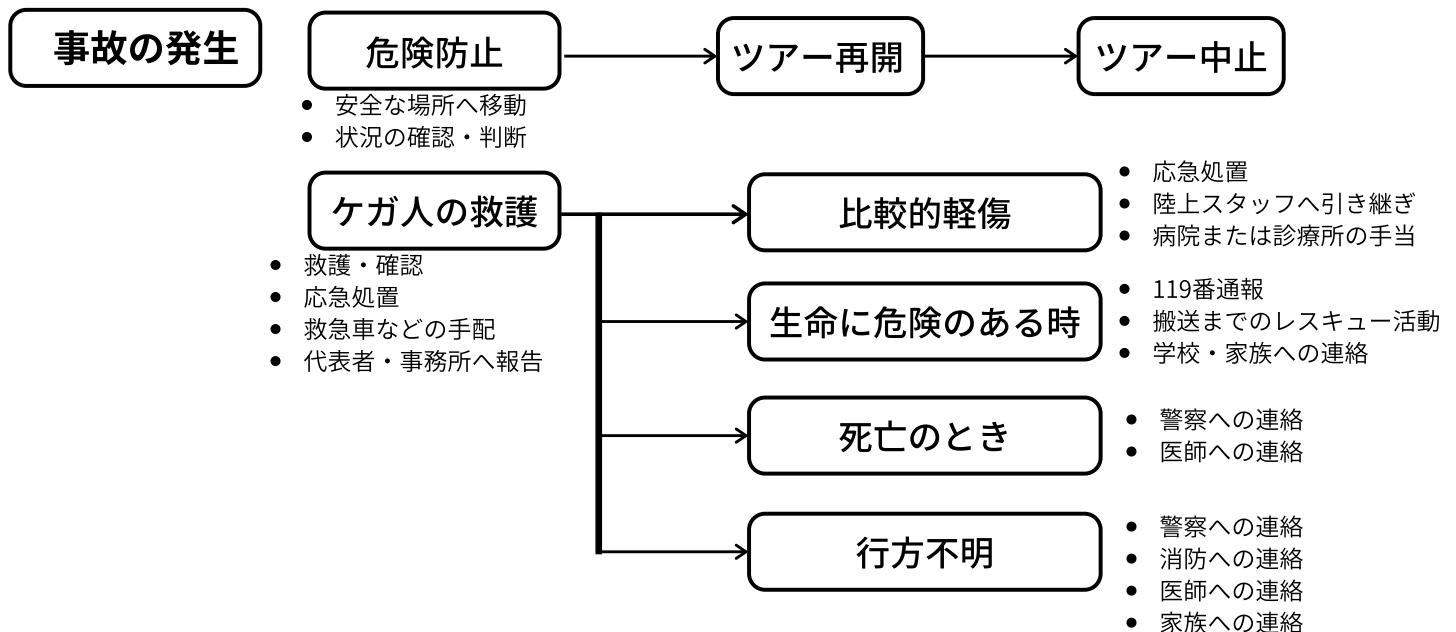 事故の発生
危険防止
ツアー再開
ツアー中止
• 安全な場所へ移動
• 状況の確認・判断
ケガ人の救護
• 救護・確認
• 応急処置
• 救急車などの手配
• 代表者・事務所へ報告
比較的軽傷
• 応急処置
• 陸上スタッフへ引き継ぎ
• 病院または診療所の手当
生命に危険のある時
• 119番通報
• 搬送までのレスキュー活動
• 学校・家族への連絡
死亡のとき
• 警察への連絡
• 医師への連絡
行方不明
• 警察への連絡
• 消防への連絡
• 医師への連絡
• 家族への連絡